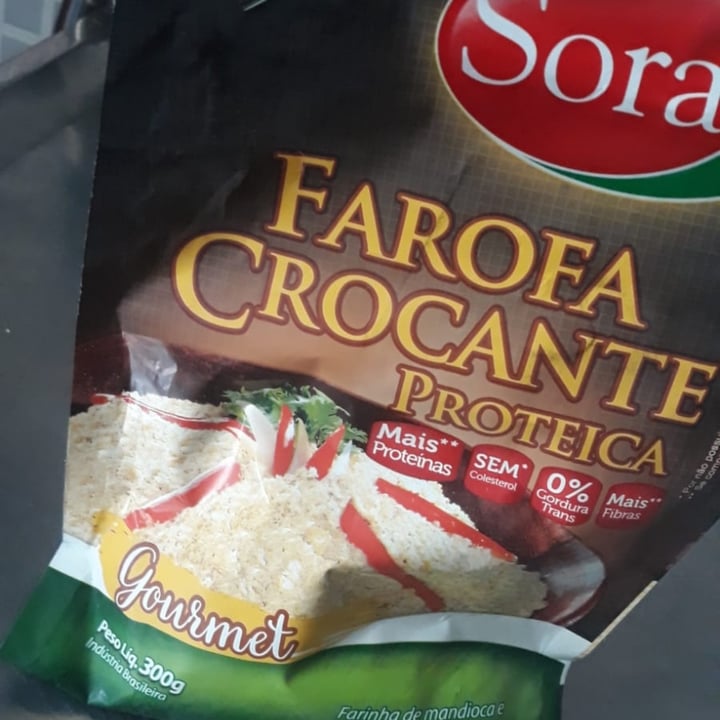 Sora
FAROFA
CROCANTE
PROTEICA
Mais**
Proteínas
SEM*
Colesterol
0%
Gordura
Trans
Mais**
Fibras
Gourmet
Peso Líq. 300g
Indústria Brasileira
Farinha de mandioca e